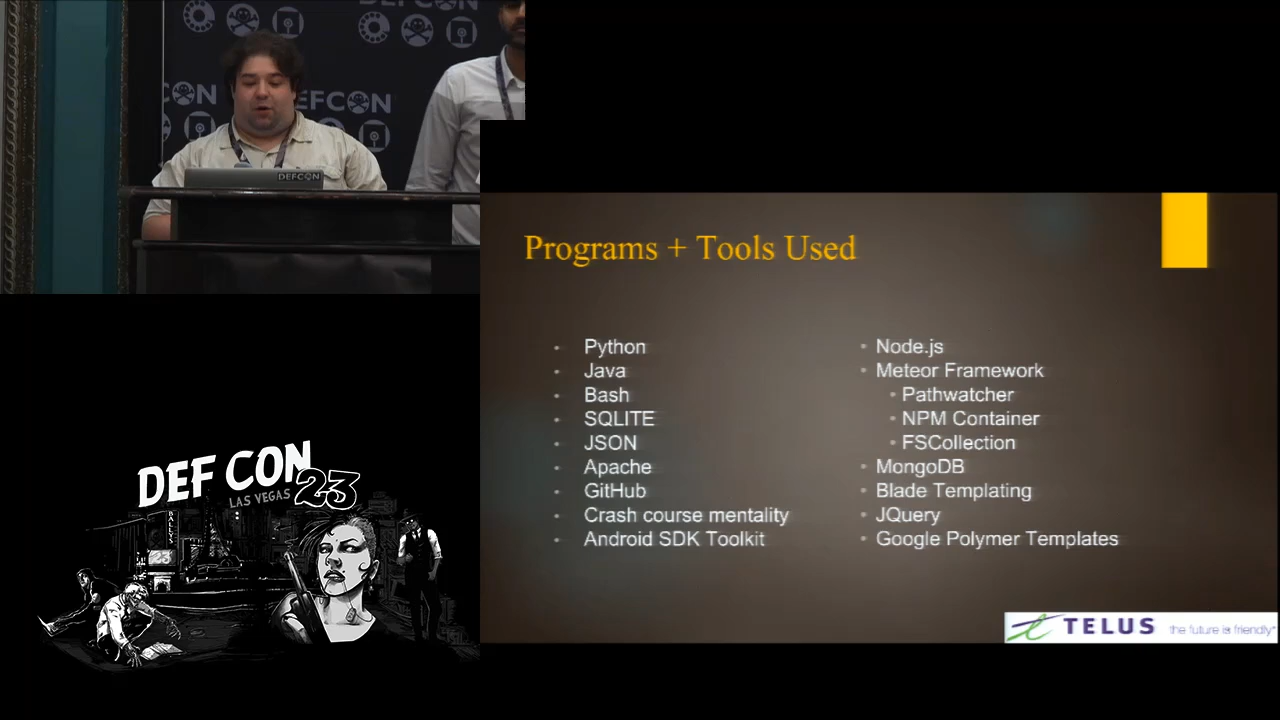 DEFCON
DEFCON
DEFCON
Programs + Tools Used
Python
Java
Bash
SQLITE
JSON
Apache
GitHub
Crash course mentality
Android SDK Toolkit
Node.js
Meteor Framework
Pathwatcher
NPM Container
FSCollection
MongoDB
Blade Templating
JQuery
Google Polymer Templates
TELUS the future is friendly®
DEF CON 23
LAS VEGAS
BALLY'S